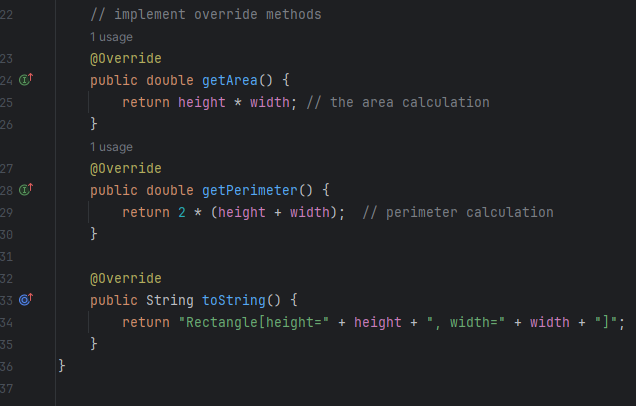 22 // implement override methods
1 usage
23 @Override
24 public double getArea() {
25 return height * width; // the area calculation
26 }
1 usage
27 @Override
28 public double getPerimeter() {
29 return 2 * (height + width);  // perimeter calculation
30 }
31
32 @Override
33 public String toString() {
34 return "Rectangle[height=" + height + ", width=" + width + "]";
35 }
36 }
37